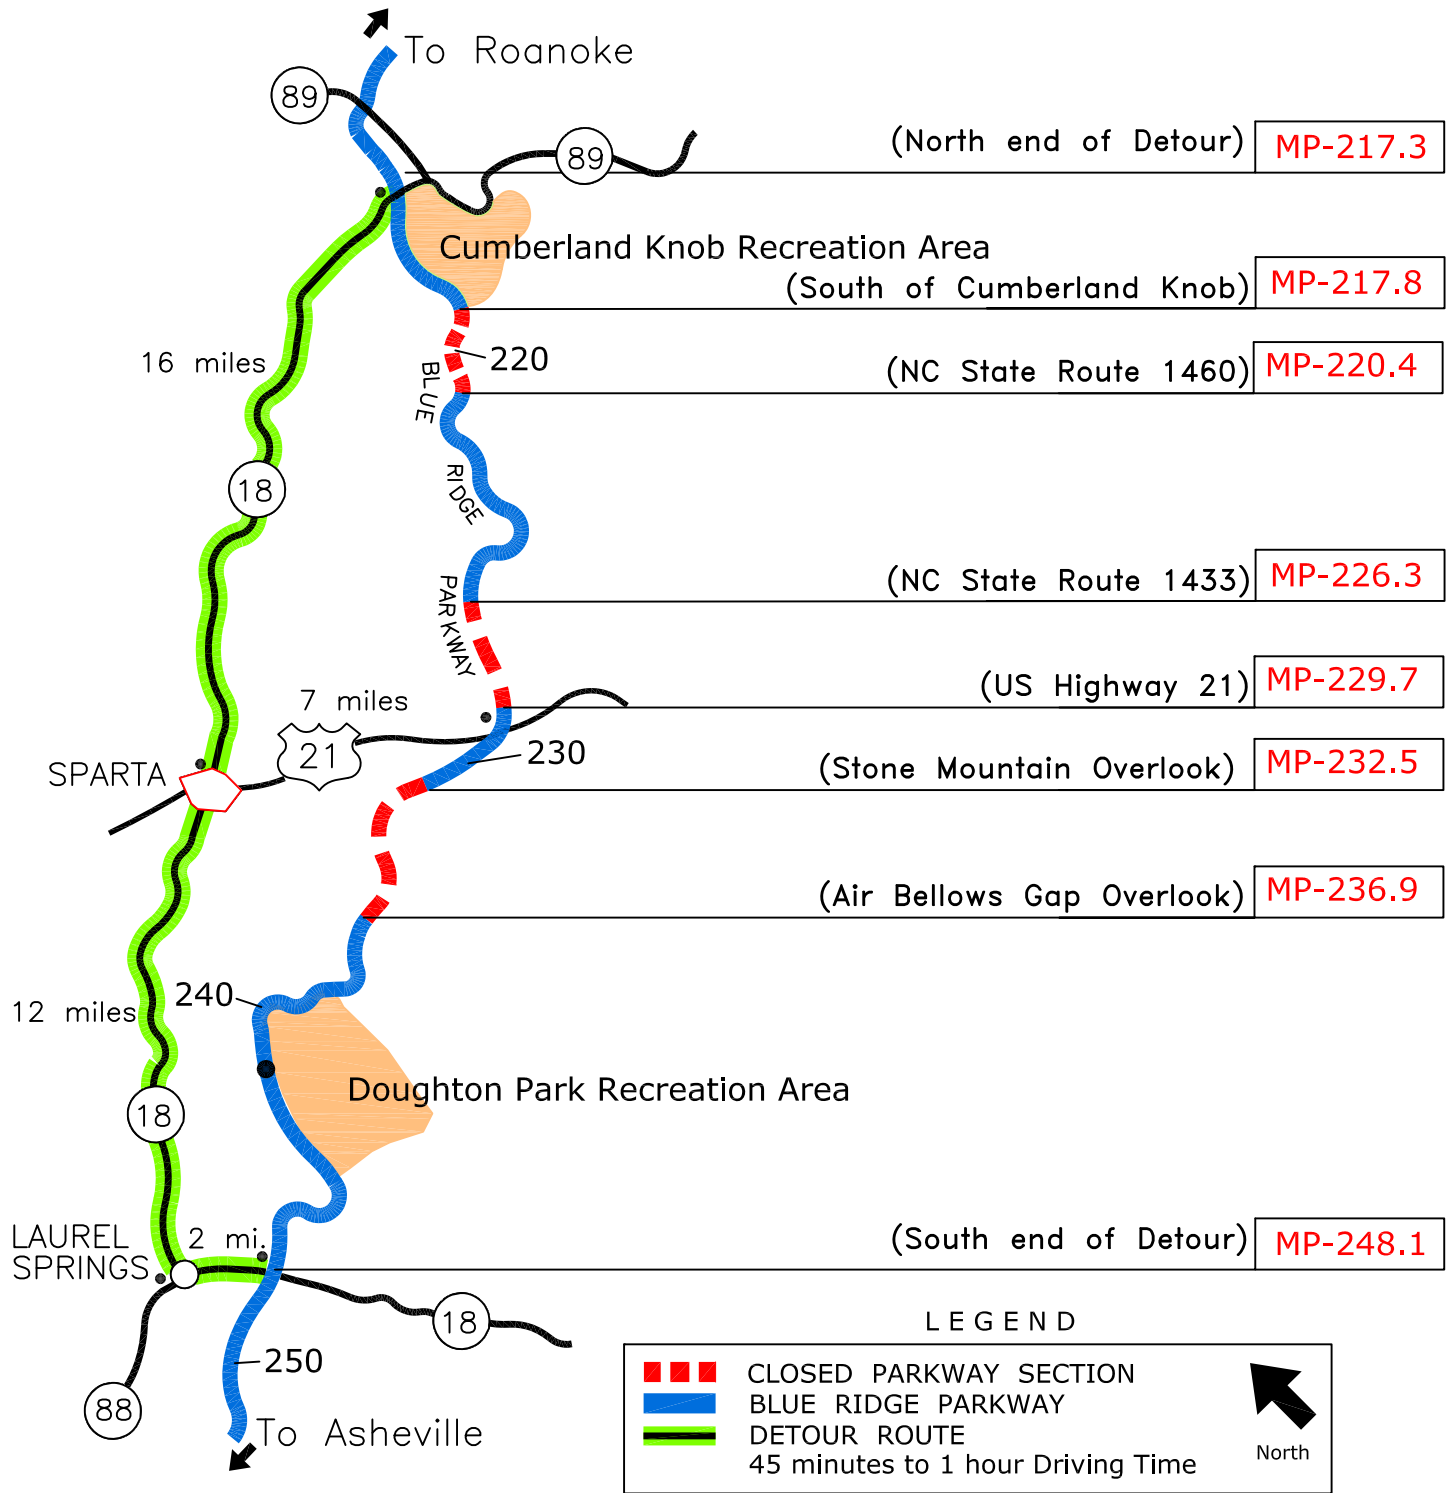 To Roanoke
89
89
(North end of Detour) MP-217.3
Cumberland Knob Recreation Area
(South of Cumberland Knob) MP-217.8
16 miles
220
(NC State Route 1460) MP-220.4
BLUE
RIDGE
PARKWAY
18
(NC State Route 1433) MP-226.3
7 miles
(US Highway 21) MP-229.7
21
230
SPARTA
(Stone Mountain Overlook) MP-232.5
(Air Bellows Gap Overlook) MP-236.9
240
12 miles
Doughton Park Recreation Area
18
LAUREL
SPRINGS
2 mi.
(South end of Detour) MP-248.1
18
250
88
To Asheville
LEGEND
CLOSED PARKWAY SECTION
BLUE RIDGE PARKWAY
DETOUR ROUTE
45 minutes to 1 hour Driving Time
North